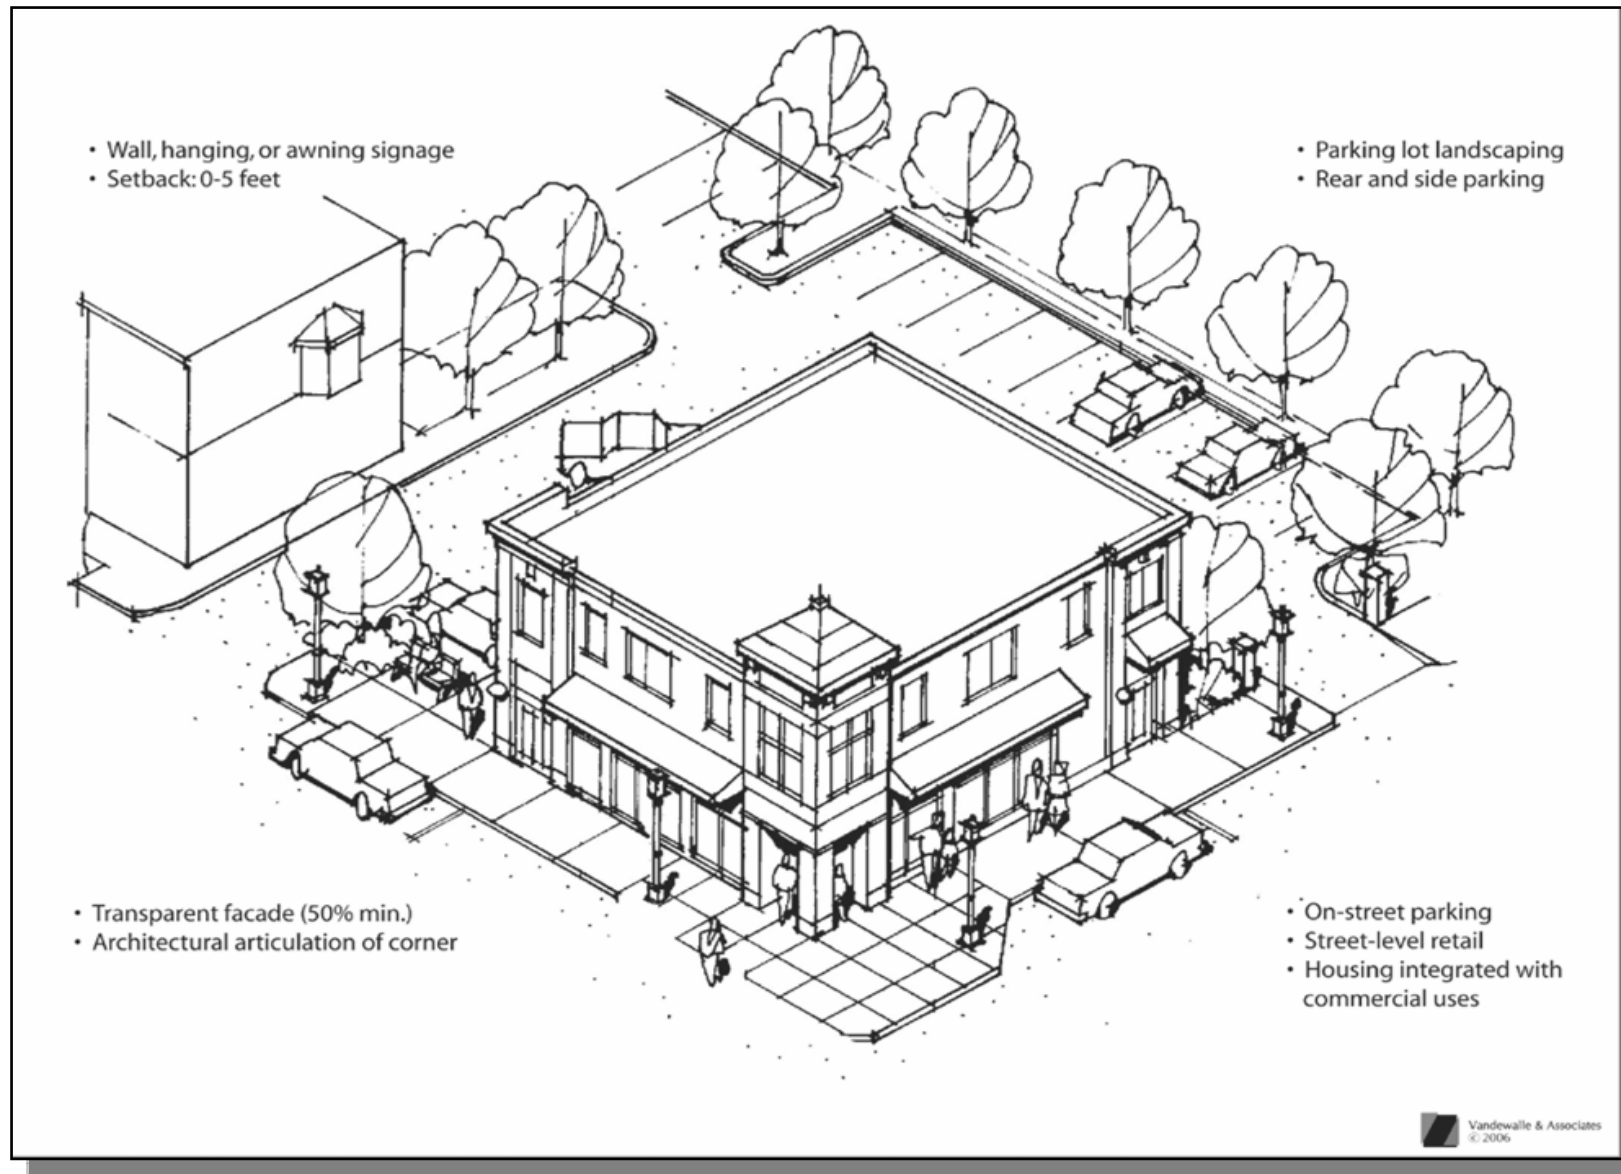 • Wall, hanging, or awning signage
• Setback: 0-5 feet
• Parking lot landscaping
• Rear and side parking
• Transparent facade (50% min.)
• Architectural articulation of corner
• On-street parking
• Street-level retail
• Housing integrated with
commercial uses
Vandewalle & Associates
© 2006